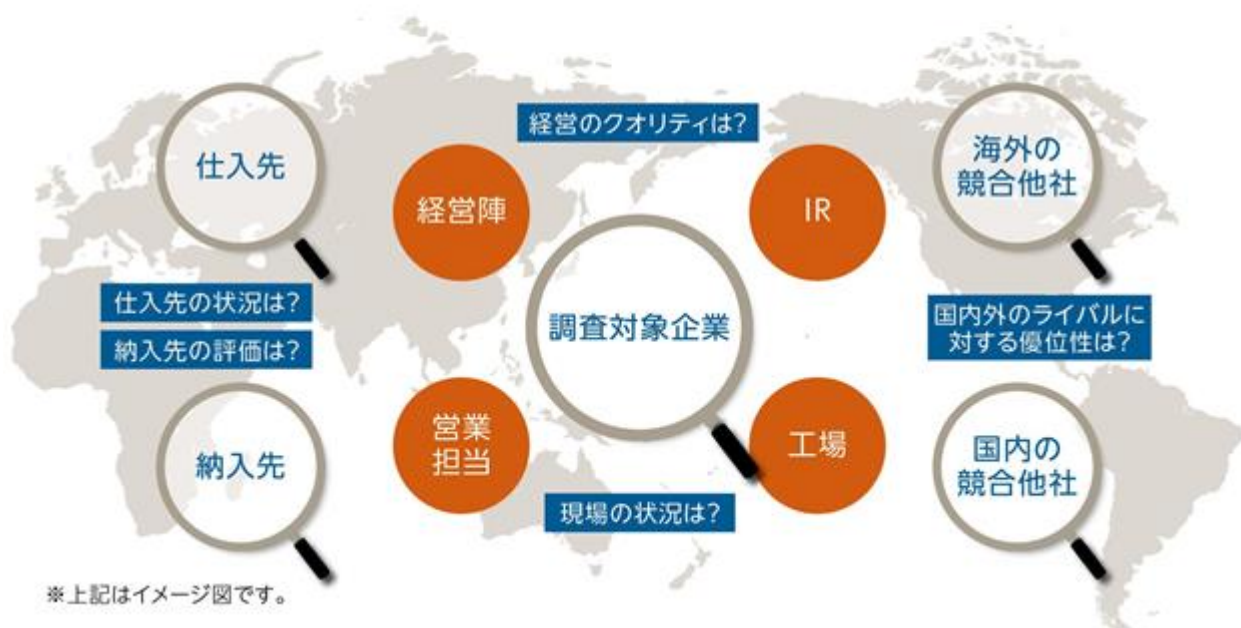 経営のクオリティは?
仕入先
経営陣
IR
海外の
競合他社
仕入先の状況は?
納入先の評価は?
調査対象企業
国内外のライバルに
対する優位性は?
納入先
営業
担当
工場
国内の
競合他社
現場の状況は?
※上記はイメージ図です。